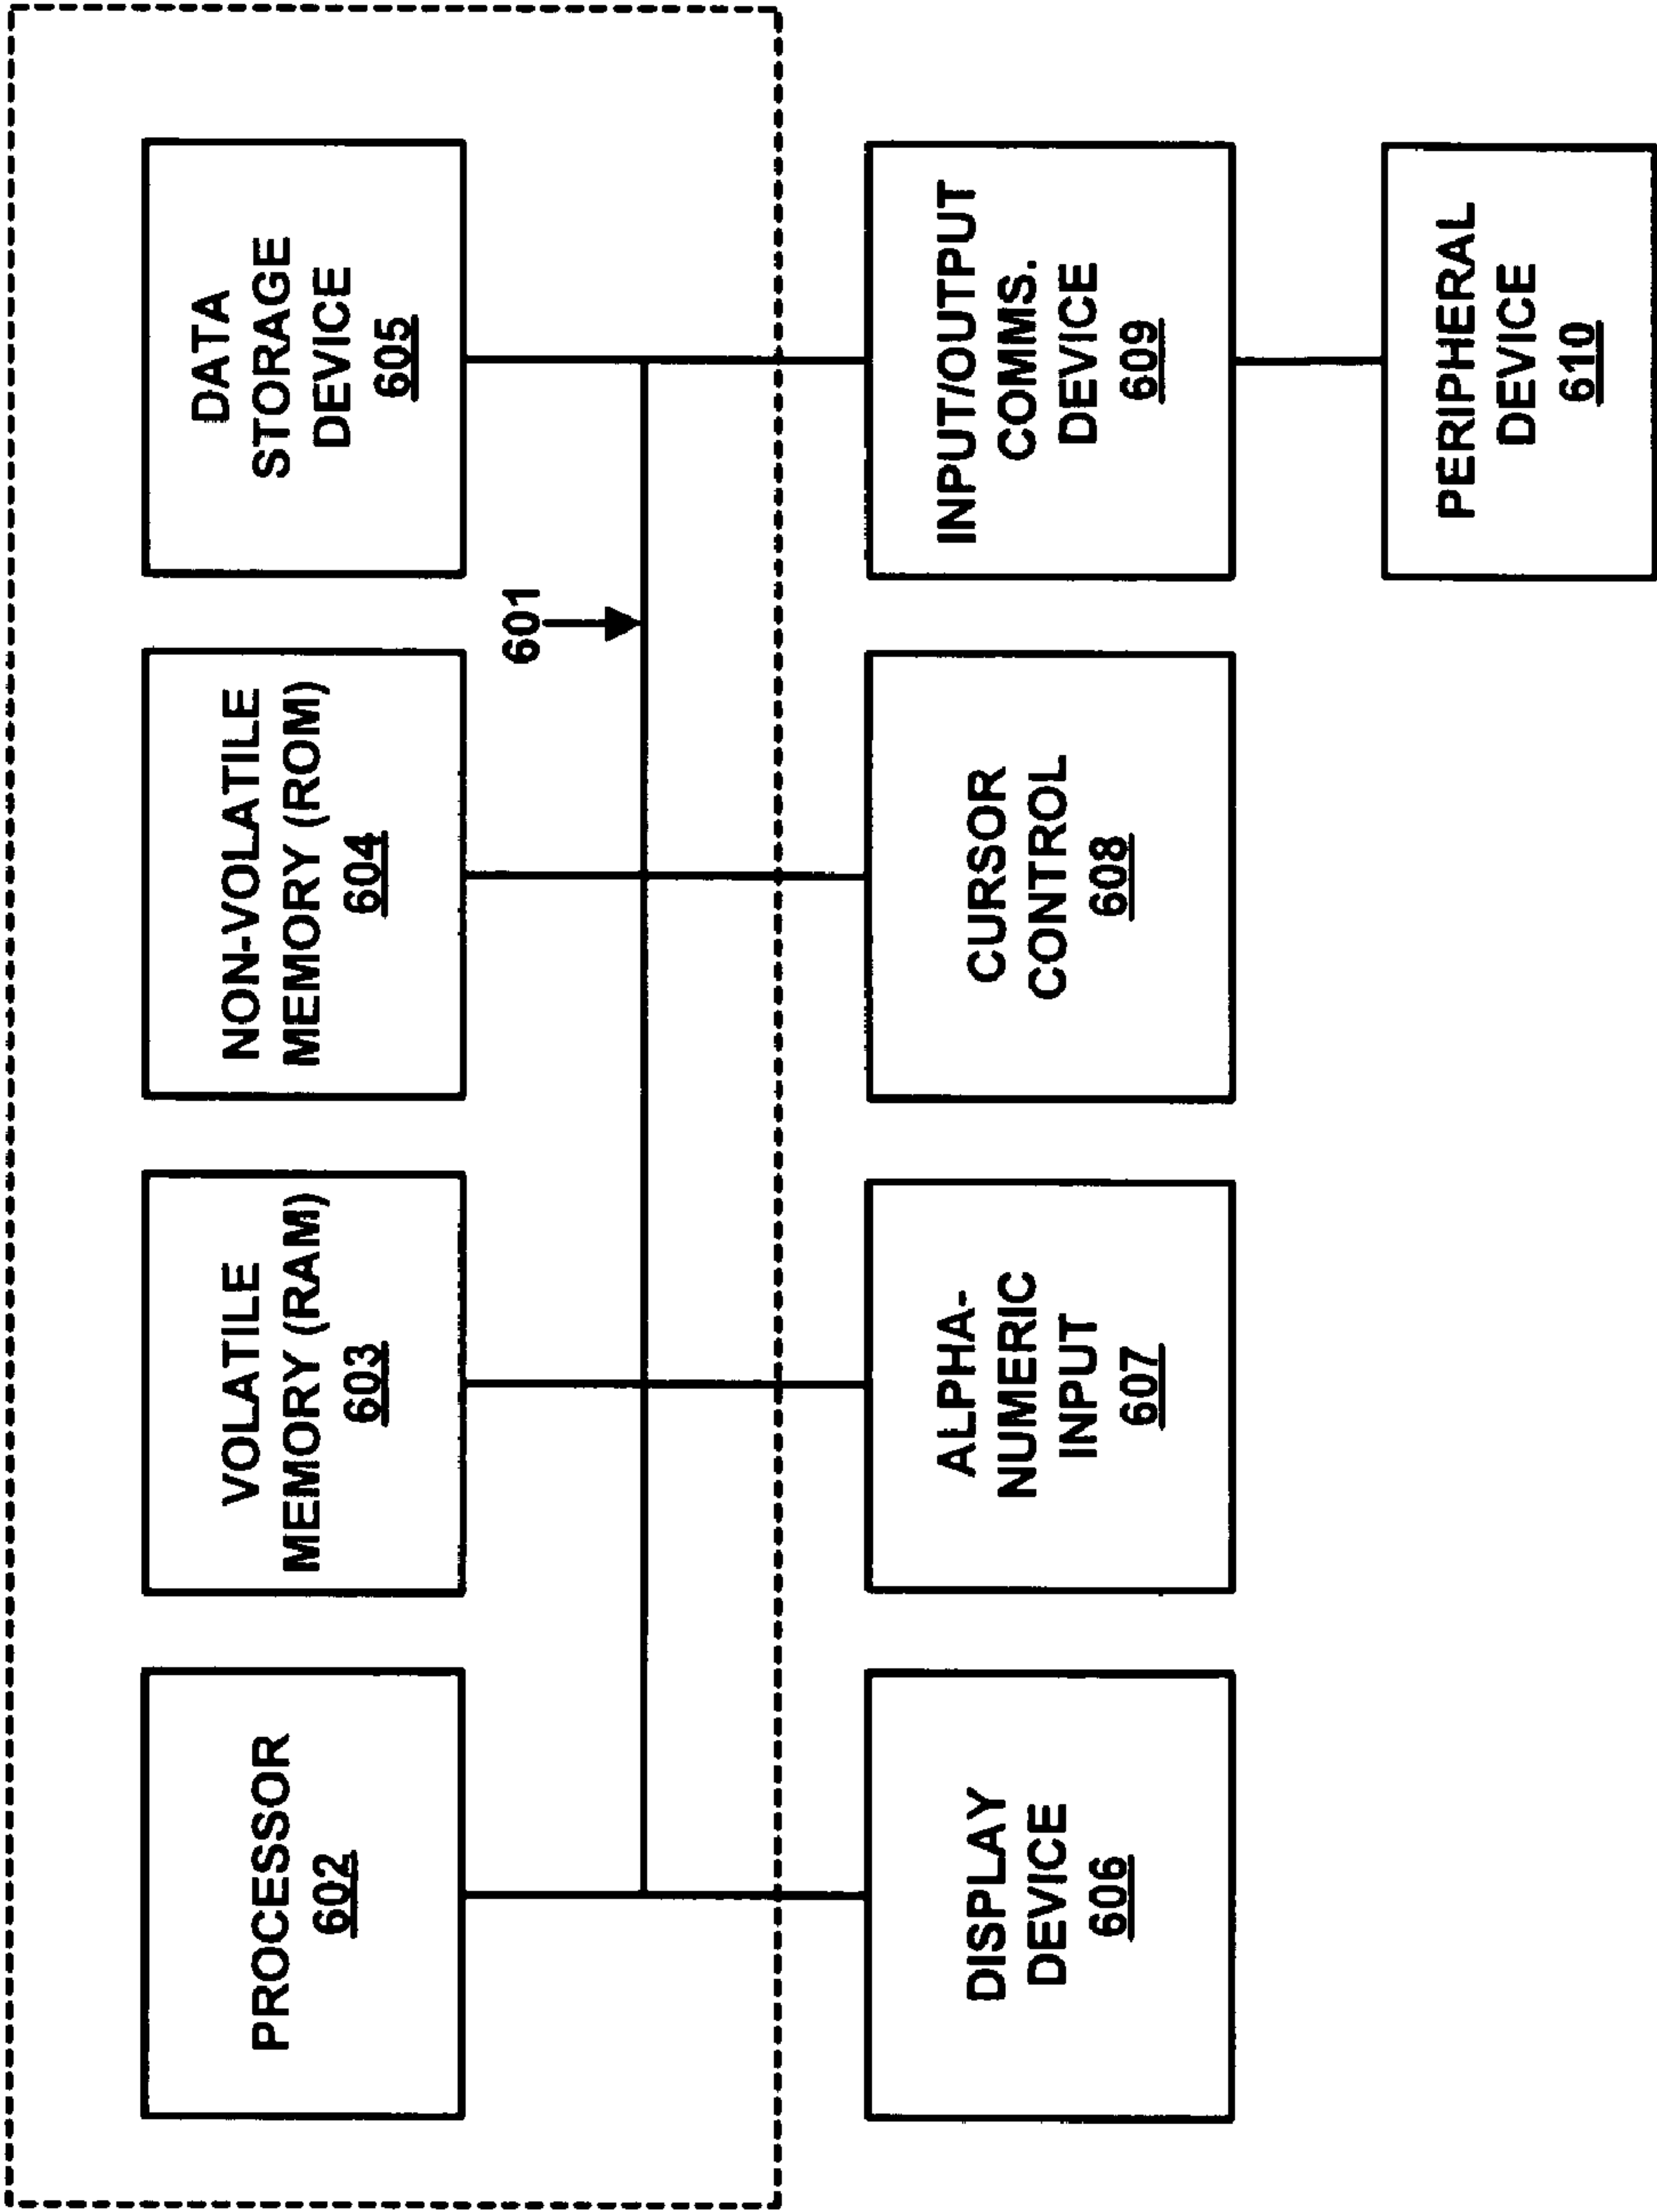 PROCESSOR
602
VOLATILE
MEMORY (RAM)
603
NON-VOLATILE
MEMORY (ROM)
604
DATA
STORAGE
DEVICE
605
601
DISPLAY
DEVICE
606
ALPHA-
NUMERIC
INPUT
607
CURSOR
CONTROL
608
INPUT/OUTPUT
COMMS.
DEVICE
609
PERIPHERAL
DEVICE
610